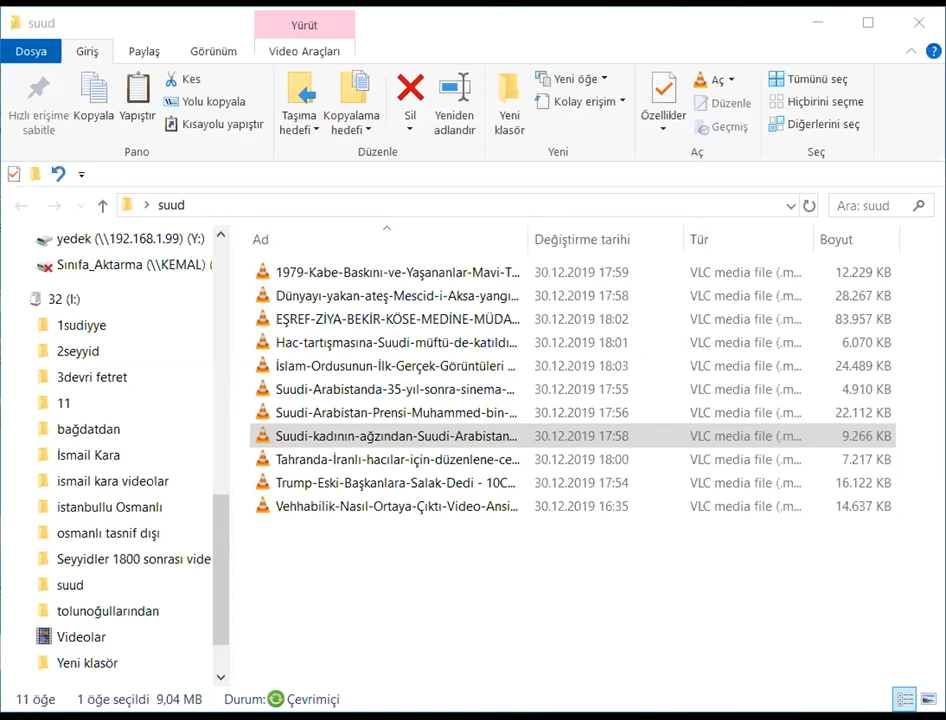 suud
Yürüt
Dosya Giriş Paylaş Görünüm Video Araçları
Hızlı erişime sabitle
Kopyala
Yapıştır
Kes
Yolu kopyala
Kısayolu yapıştır
Pano
Taşıma hedefi
Kopyalama hedefi
Sil
Yeniden adlandır
Düzenle
Yeni klasör
Yeni öğe
Kolay erişim
Yeni
Özellikler
Aç
Düzenle
Geçmiş
Aç
Tümünü seç
Hiçbirini seçme
Diğerlerini seç
Seç
suud
Ara: suud
yedek (\\192.168.1.99) (Y:)
Sınıfa_Aktarma (\\KEMAL) (
32 (I:)
1sudiyye
2seyyid
3devri fetret
11
bağdatdan
İsmail Kara
ismail kara videolar
istanbullu Osmanlı
osmanlı tasnif dışı
Seyyidler 1800 sonrası vide
suud
tolunoğullarından
Videolar
Yeni klasör
Ad Değiştirme tarihi Tür Boyut
1979-Kabe-Baskını-ve-Yaşananlar-Mavi-T... 30.12.2019 17:59 VLC media file (.m... 12.229 KB
Dünyayı-yakan-ateş-Mescid-i-Aksa-yangı... 30.12.2019 17:58 VLC media file (.m... 28.267 KB
EŞREF-ZİYA-BEKİR-KÖSE-MEDİNE-MÜDA... 30.12.2019 18:02 VLC media file (.m... 83.957 KB
Hac-tartışmasına-Suudi-müftü-de-katıldı... 30.12.2019 18:01 VLC media file (.m... 6.070 KB
İslam-Ordusunun-İlk-Gerçek-Görüntüleri ... 30.12.2019 18:03 VLC media file (.m... 24.489 KB
Suudi-Arabistanda-35-yıl-sonra-sinema-... 30.12.2019 17:55 VLC media file (.m... 4.910 KB
Suudi-Arabistan-Prensi-Muhammed-bin-... 30.12.2019 17:56 VLC media file (.m... 22.112 KB
Suudi-kadının-ağzından-Suudi-Arabistan... 30.12.2019 17:58 VLC media file (.m... 9.266 KB
Tahranda-İranlı-hacılar-için-düzenlene-ce... 30.12.2019 18:00 VLC media file (.m... 7.217 KB
Trump-Eski-Başkanlara-Salak-Dedi - 10C... 30.12.2019 17:54 VLC media file (.m... 16.122 KB
Vehhabilik-Nasıl-Ortaya-Çıktı-Video-Ansi... 30.12.2019 16:35 VLC media file (.m... 14.637 KB
11 öğe 1 öğe seçildi 9,04 MB Durum: Çevrimiçi